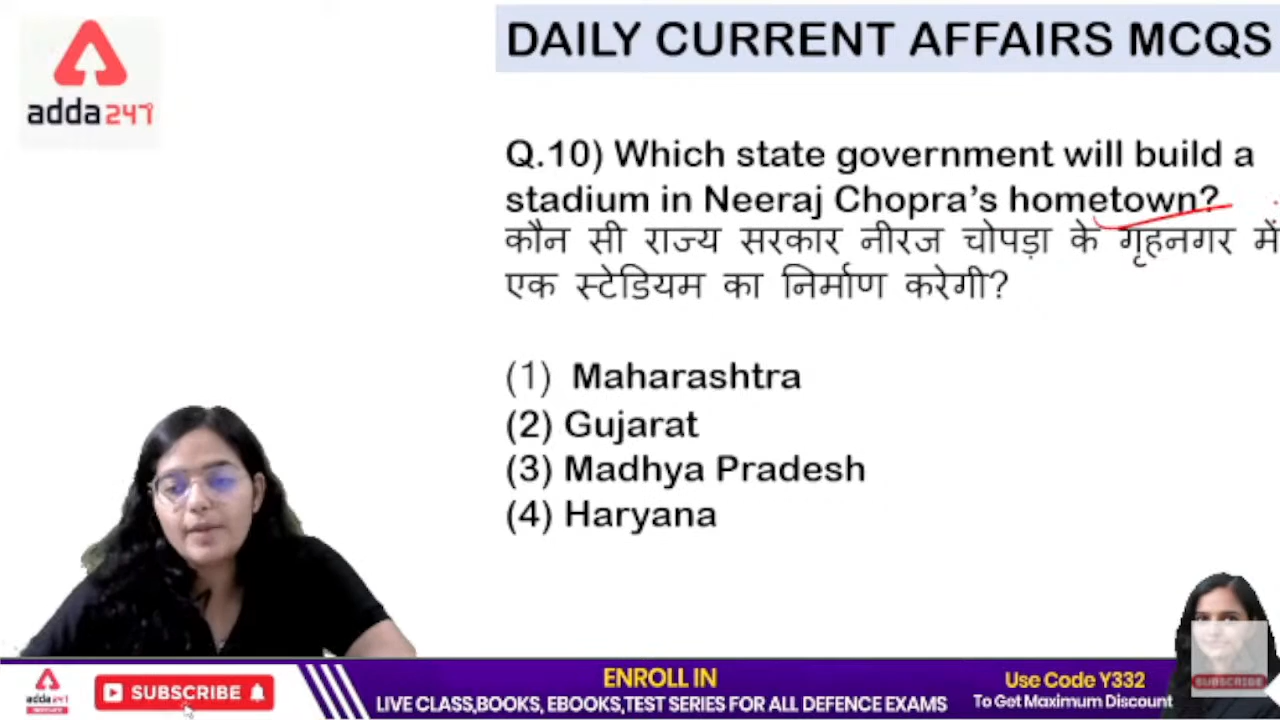 adda247
DAILY CURRENT AFFAIRS MCQS
Q.10) Which state government will build a
stadium in Neeraj Chopra's hometown?
कौन सी राज्य सरकार नीरज चोपड़ा के गृहनगर में
एक स्टेडियम का निर्माण करेगी?
(1) Maharashtra
(2) Gujarat
(3) Madhya Pradesh
(4) Haryana
adda247
SUBSCRIBE
ENROLL IN
LIVE CLASS,BOOKS, EBOOKS,TEST SERIES FOR ALL DEFENCE EXAMS
Use Code Y332
To Get Maximum Discount
SUBSCRIBE